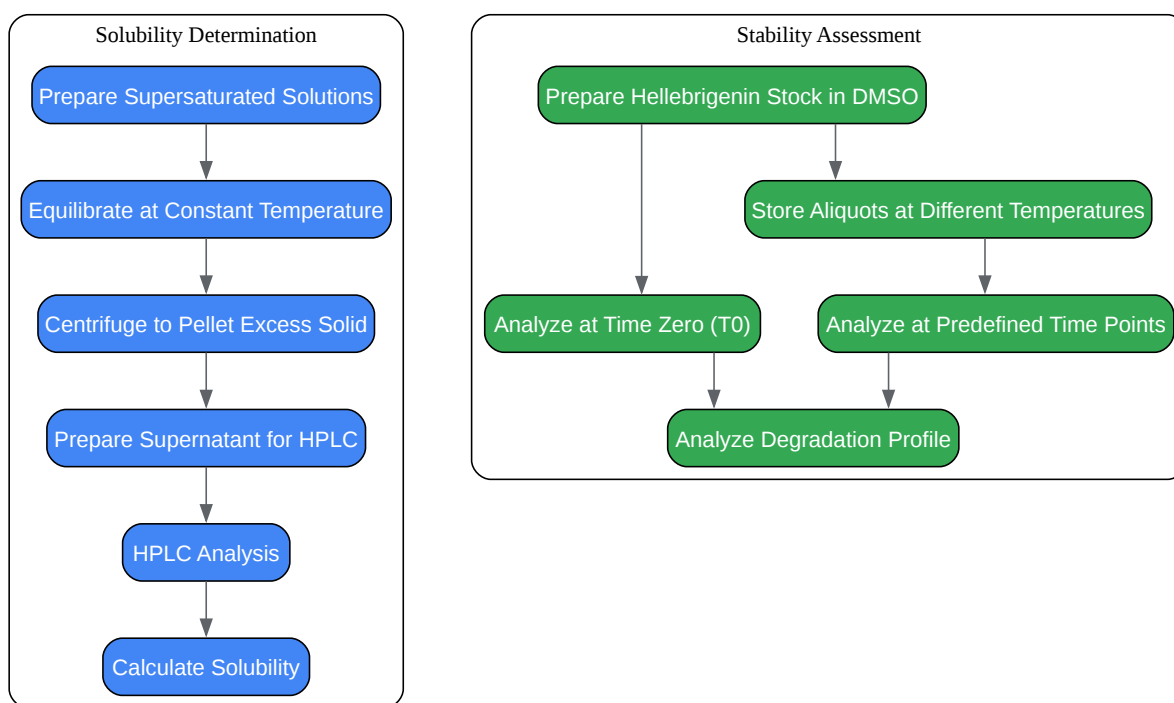 Solubility Determination
Prepare Supersaturated Solutions
Equilibrate at Constant Temperature
Centrifuge to Pellet Excess Solid
Prepare Supernatant for HPLC
HPLC Analysis
Calculate Solubility
Stability Assessment
Prepare Hellebrigenin Stock in DMSO
Store Aliquots at Different Temperatures
Analyze at Time Zero (T0)
Analyze at Predefined Time Points
Analyze Degradation Profile